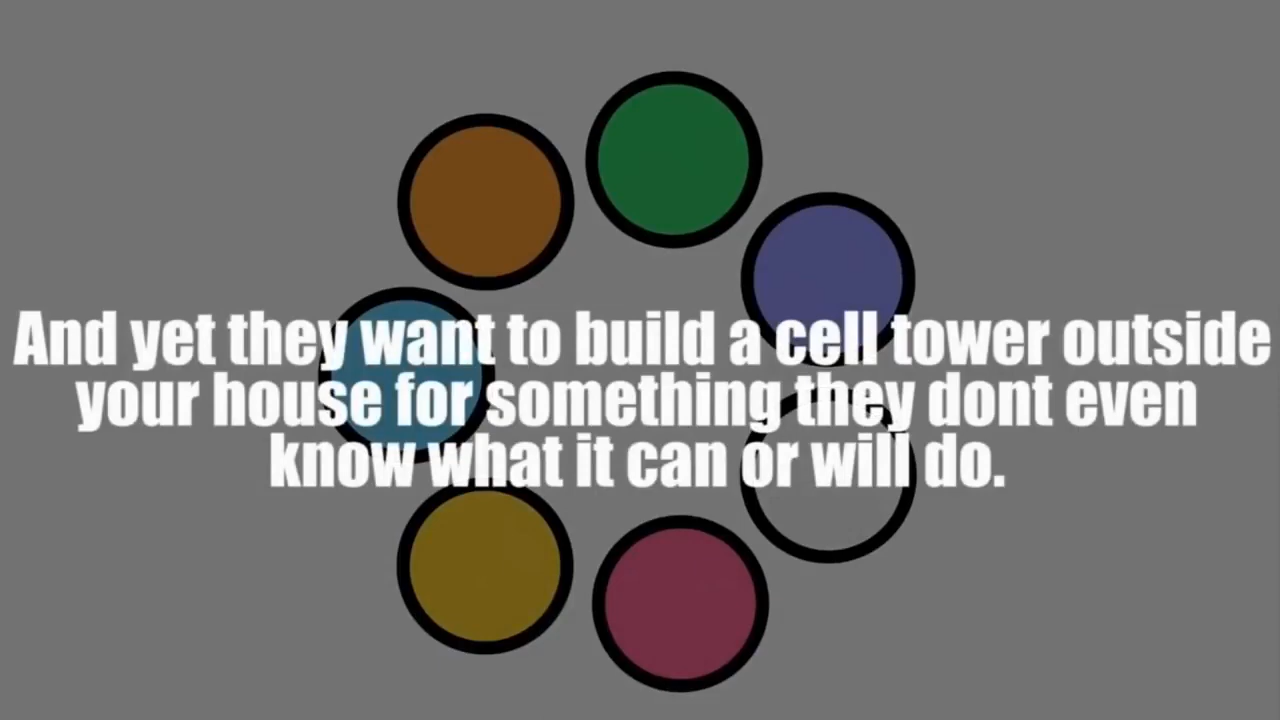 And yet they want to build a cell tower outside
your house for something they dont even
know what it can or will do.